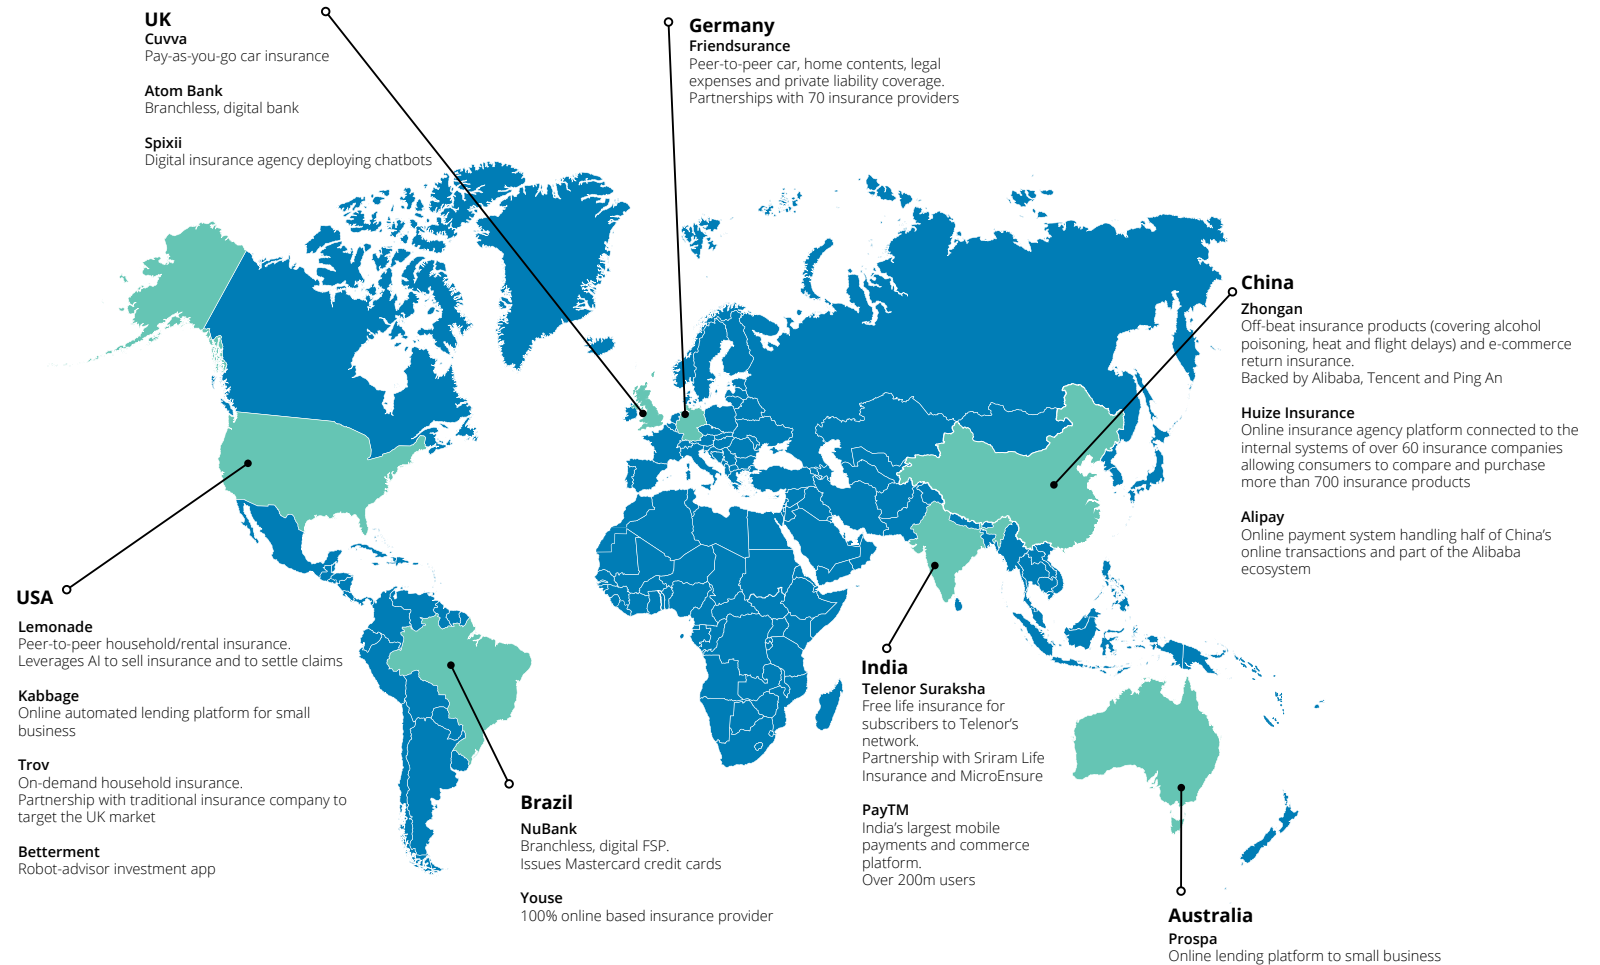 UK
Cuvva
Pay-as-you-go car insurance
Atom Bank
Branchless, digital bank
Spixii
Digital insurance agency deploying chatbots
Germany
Friendsurance
Peer-to-peer car, home contents, legal
expenses and private liability coverage.
Partnerships with 70 insurance providers
China
Zhongan
Off-beat insurance products (covering alcohol
poisoning, heat and flight delays) and e-commerce
return insurance.
Backed by Alibaba, Tencent and Ping An
Huize Insurance
Online insurance agency platform connected to the
internal systems of over 60 insurance companies
allowing consumers to compare and purchase
more than 700 insurance products
Alipay
Online payment system handling half of China’s
online transactions and part of the Alibaba
ecosystem
USA
Lemonade
Peer-to-peer household/rental insurance.
Leverages AI to sell insurance and to settle claims
Kabbage
Online automated lending platform for small
business
Trov
On-demand household insurance.
Partnership with traditional insurance company to
target the UK market
Betterment
Robot-advisor investment app
Brazil
NuBank
Branchless, digital FSP.
Issues Mastercard credit cards
Youse
100% online based insurance provider
India
Telenor Suraksha
Free life insurance for
subscribers to Telenor’s
network.
Partnership with Sriram Life
Insurance and MicroEnsure
PayTM
India’s largest mobile
payments and commerce
platform.
Over 200m users
Australia
Prospa
Online lending platform to small business